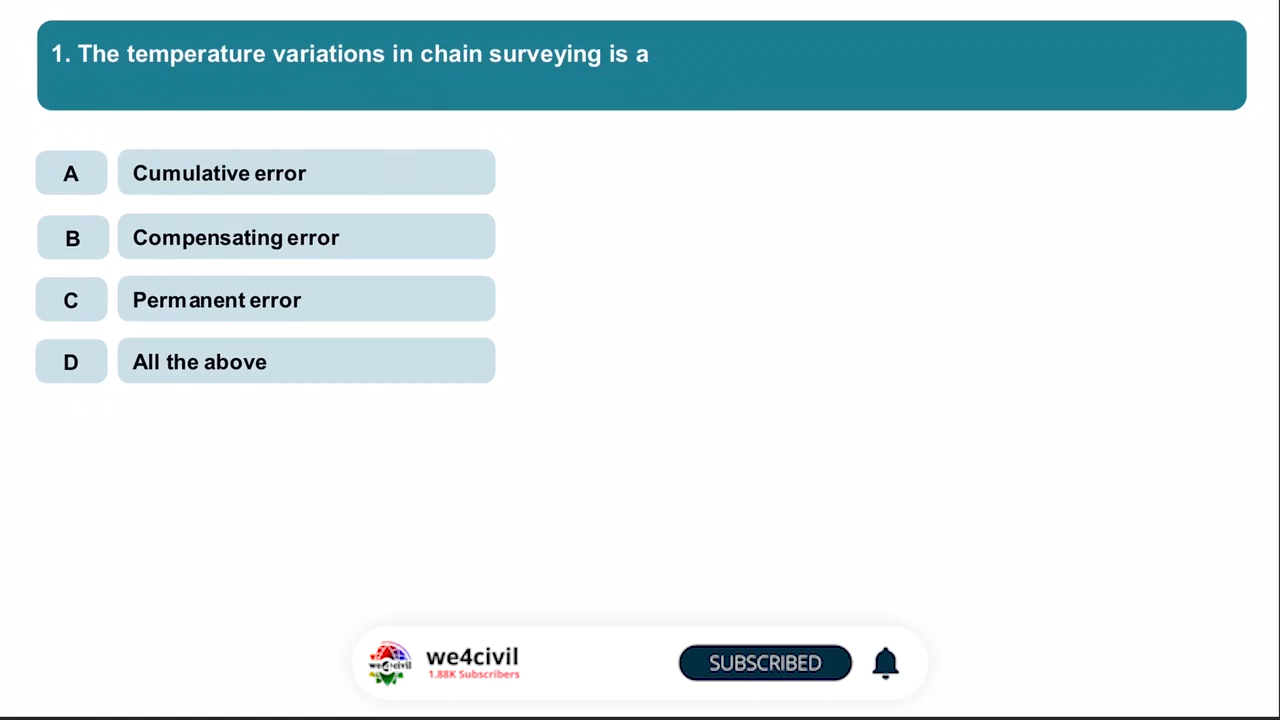 1. The temperature variations in chain surveying is a
A Cumulative error
B Compensating error
C Permanent error
D All the above
we4civil
we4civil
1.88K Subscribers
SUBSCRIBED